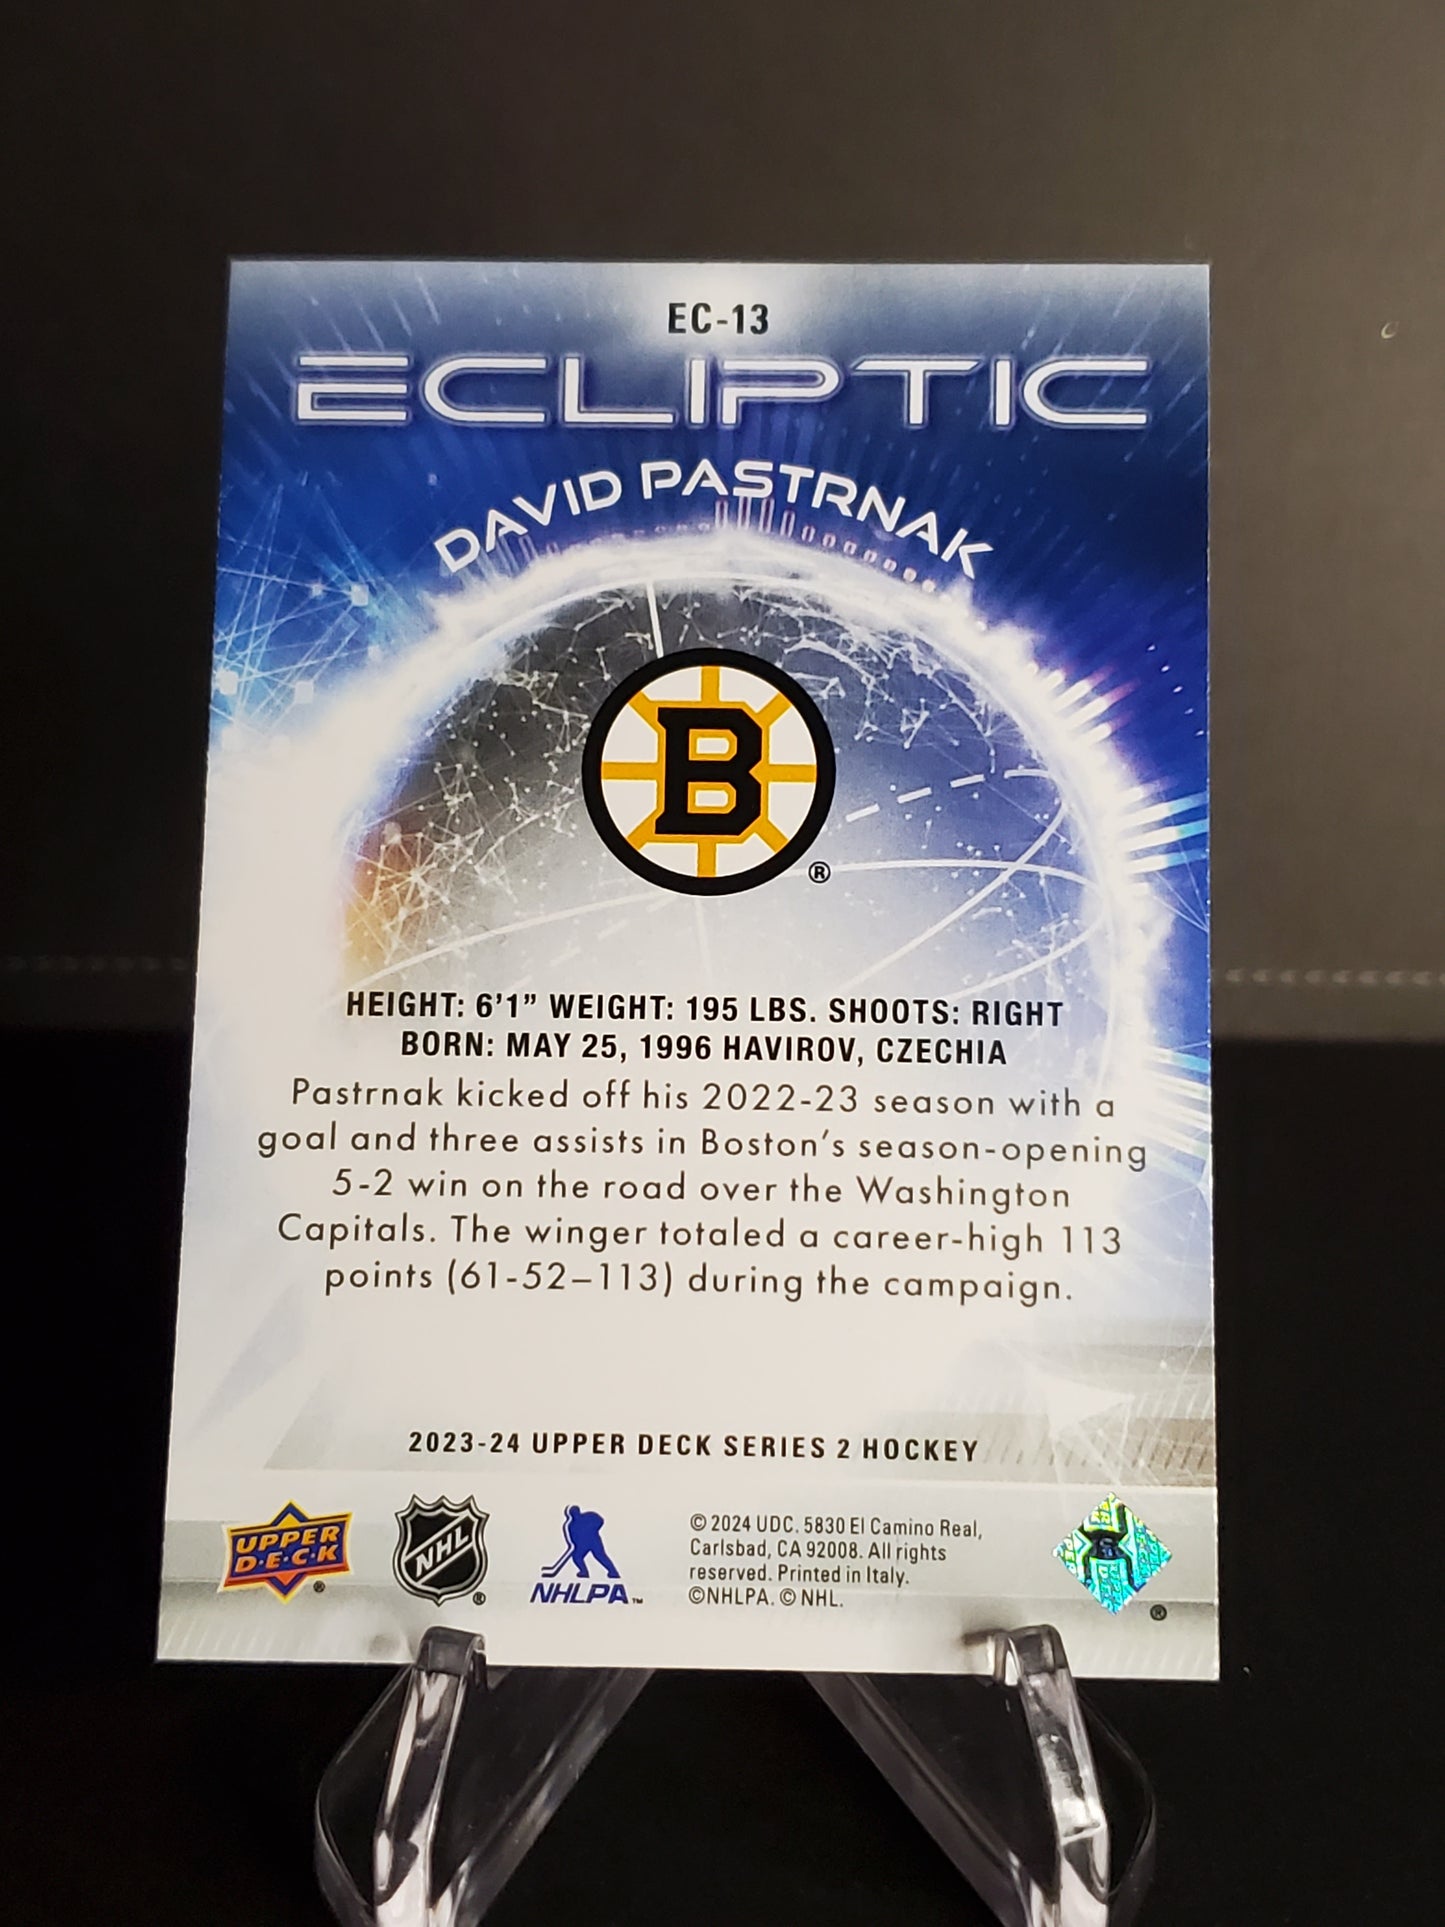 EC-13
ECLIPTIC
DAVID PASTRNAK
B
®
HEIGHT: 6'1” WEIGHT: 195 LBS. SHOOTS: RIGHT
BORN: MAY 25, 1996 HAVIROV, CZECHIA
Pastrnak kicked off his 2022-23 season with a
goal and three assists in Boston’s season-opening
5-2 win on the road over the Washington
Capitals. The winger totaled a career-high 113
points (61-52–113) during the campaign.
2023-24 UPPER DECK SERIES 2 HOCKEY
UPPER
D·E·C·K
®
NHL
®
NHLPA™
© 2024 UDC. 5830 El Camino Real,
Carlsbad, CA 92008. All rights
reserved. Printed in Italy.
©NHLPA. © NHL.
®